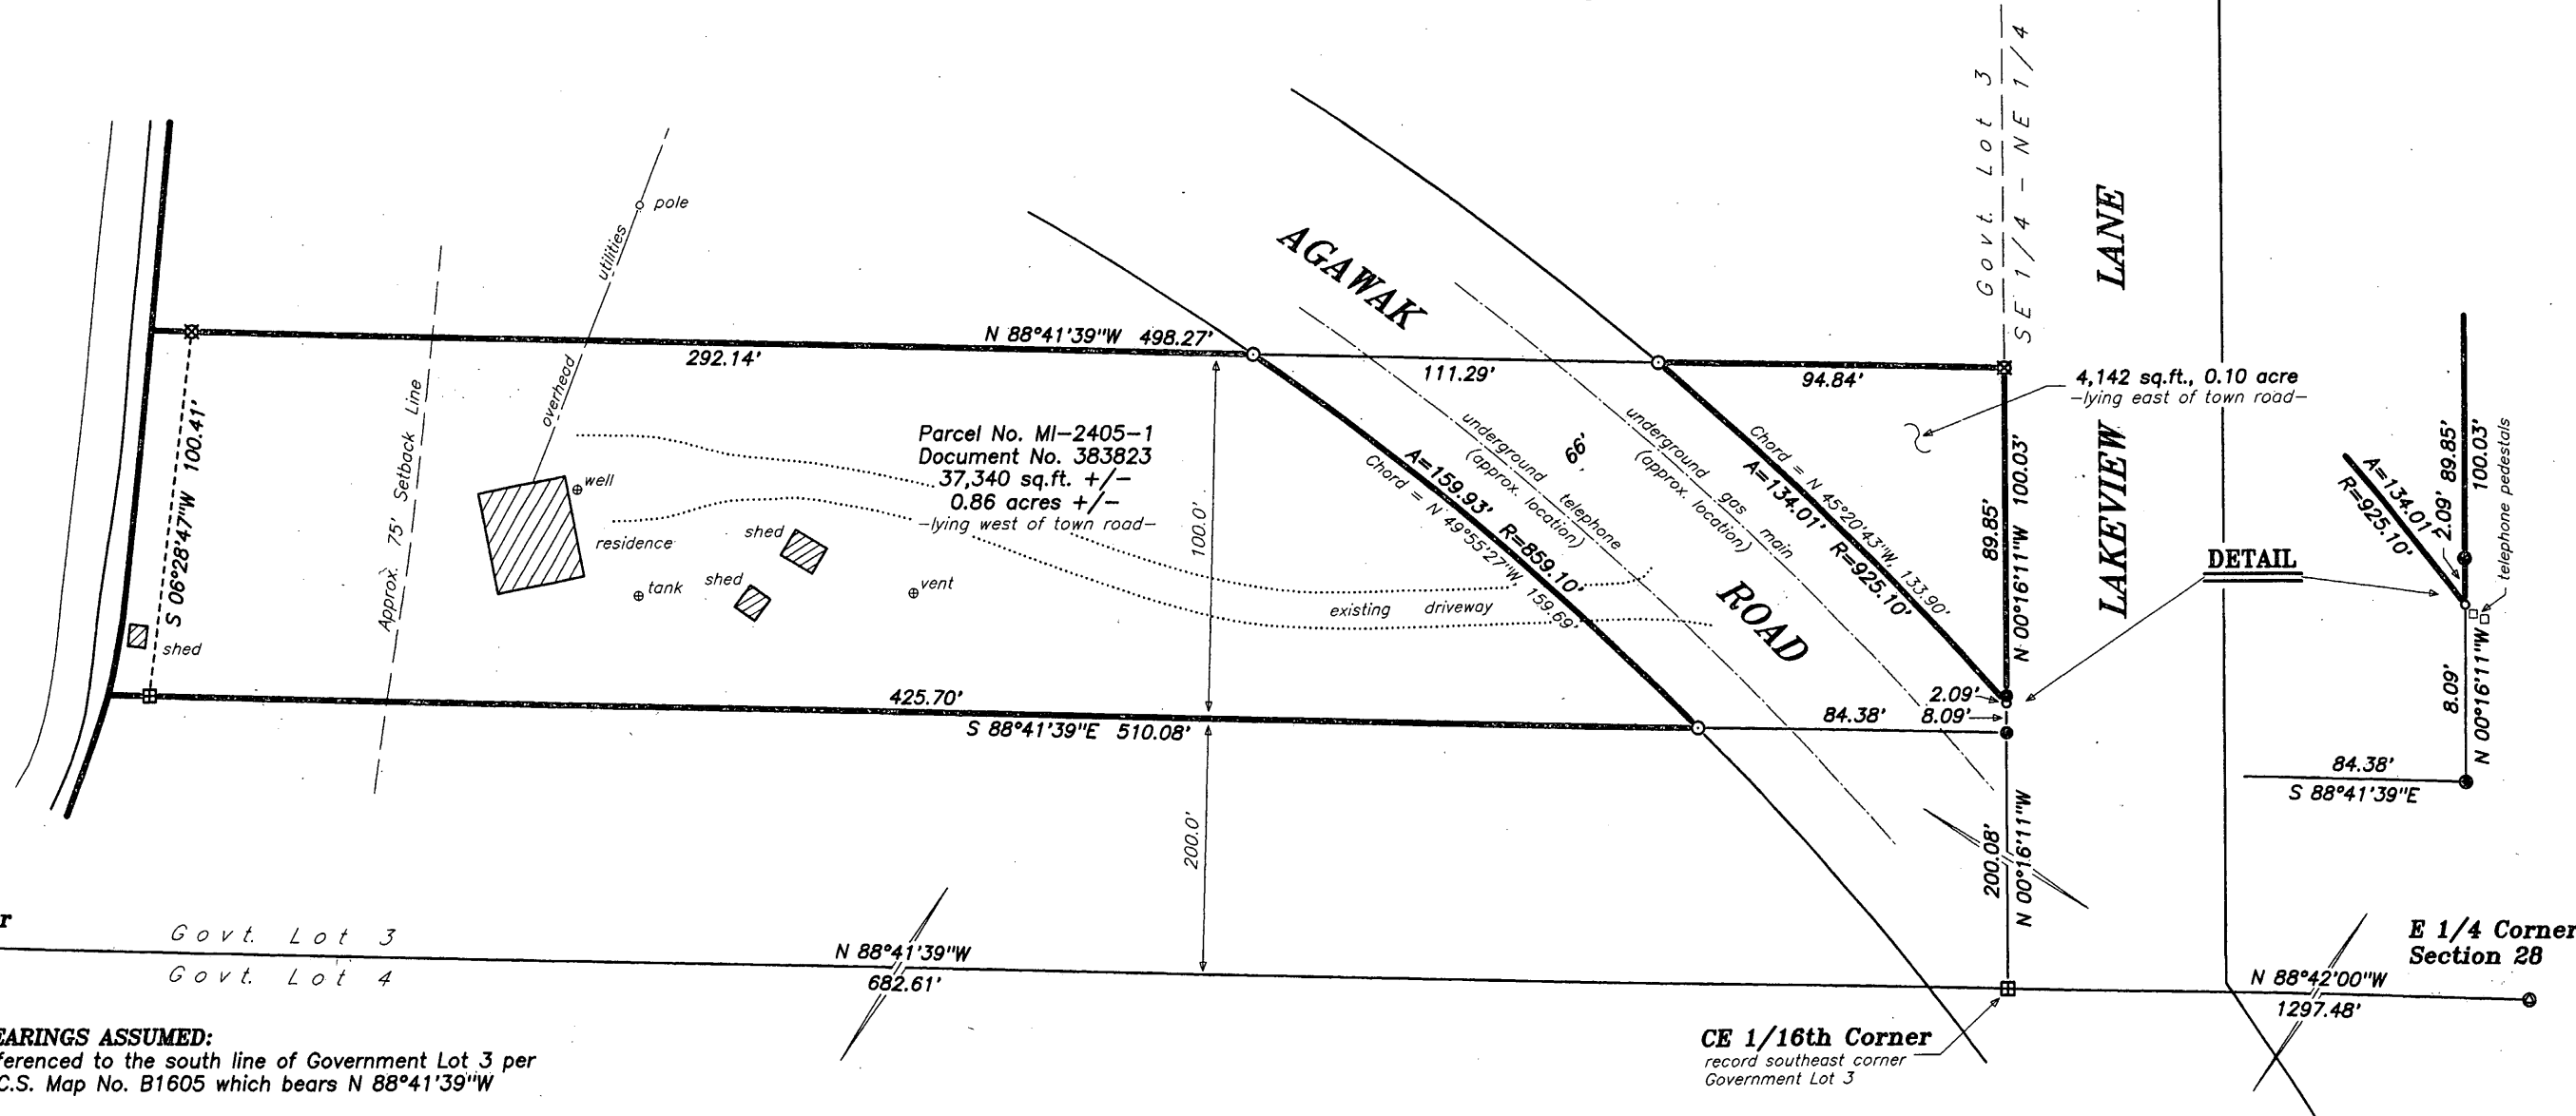 Govt. Lot 3
SE 1/4 - NE 1/4
LAKEVIEW LANE
AGAWAK
ROAD
pole
utilities
overhead
N 88°41'39"W 498.27'
292.14'
111.29'
94.84'
4,142 sq.ft., 0.10 acre
-lying east of town road-
S 06°28'47"W 100.41'
Approx. 75' Setback Line
Parcel No. MI-2405-1
Document No. 383823
37,340 sq.ft. +/-
0.86 acres +/-
-lying west of town road-
100.0'
underground telephone
(approx. location)
66'
underground gas main
(approx. location)
A=159.93' R=859.10'
Chord = N 49°55'27"W, 159.69'
Chord = N 45°20'43"W, 133.90'
A=134.01' R=925.10'
89.85'
N 00°16'11"W 100.03'
well
residence
shed
shed
tank
vent
shed
existing driveway
DETAIL
A=134.01'
R=925.10'
2.09' 89.85'
100.03'
telephone pedestals
8.09'
N 00°16'11"W
84.38'
S 88°41'39"E
2.09'
8.09'
84.38'
425.70'
S 88°41'39"E 510.08'
200.0'
200.08'
N 00°16'11"W
r
Govt. Lot 3
Govt. Lot 4
N 88°41'39"W
682.61'
E 1/4 Corner
Section 28
N 88°42'00"W
1297.48'
CE 1/16th Corner
record southeast corner
Government Lot 3
EARINGS ASSUMED:
ferenced to the south line of Government Lot 3 per
C.S. Map No. B1605 which bears N 88°41'39"W